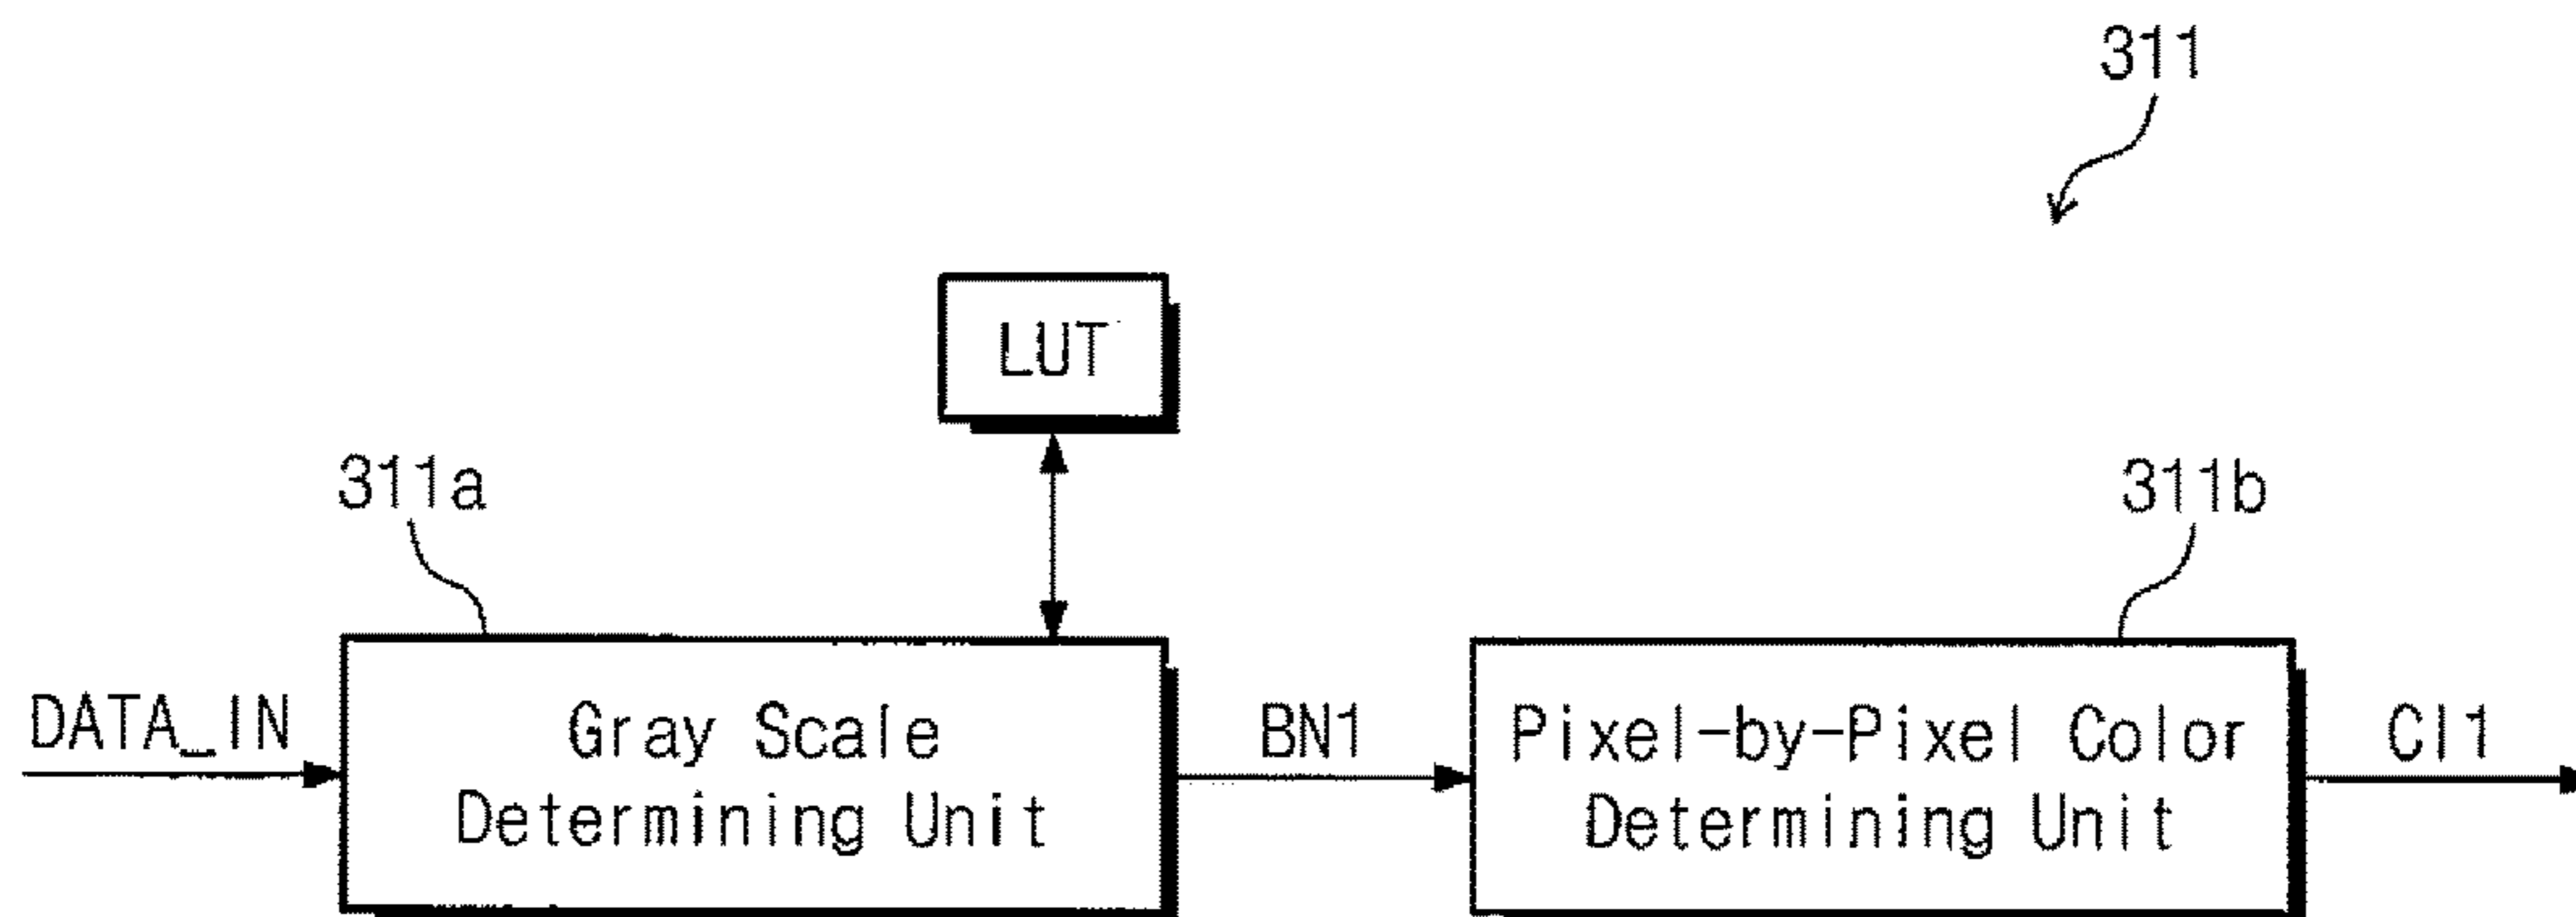 311
LUT
311a
311b
DATA_IN
Gray Scale
Determining Unit
BN1
Pixel-by-Pixel Color
Determining Unit
CI1